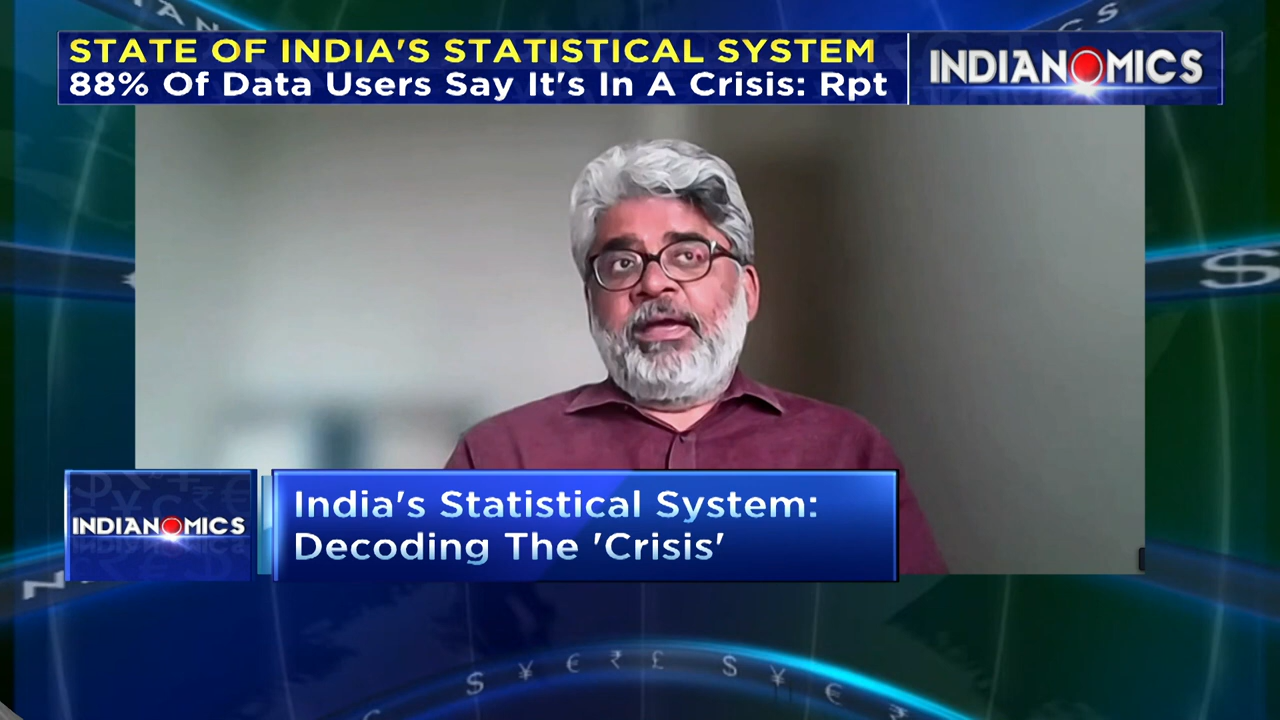 STATE OF INDIA'S STATISTICAL SYSTEM
88% Of Data Users Say It's In A Crisis: Rpt
INDIANOMICS
India's Statistical System:
Decoding The 'Crisis'
INDIANOMICS
$ ¥ € ₹ £ $ ¥ € ₹
$